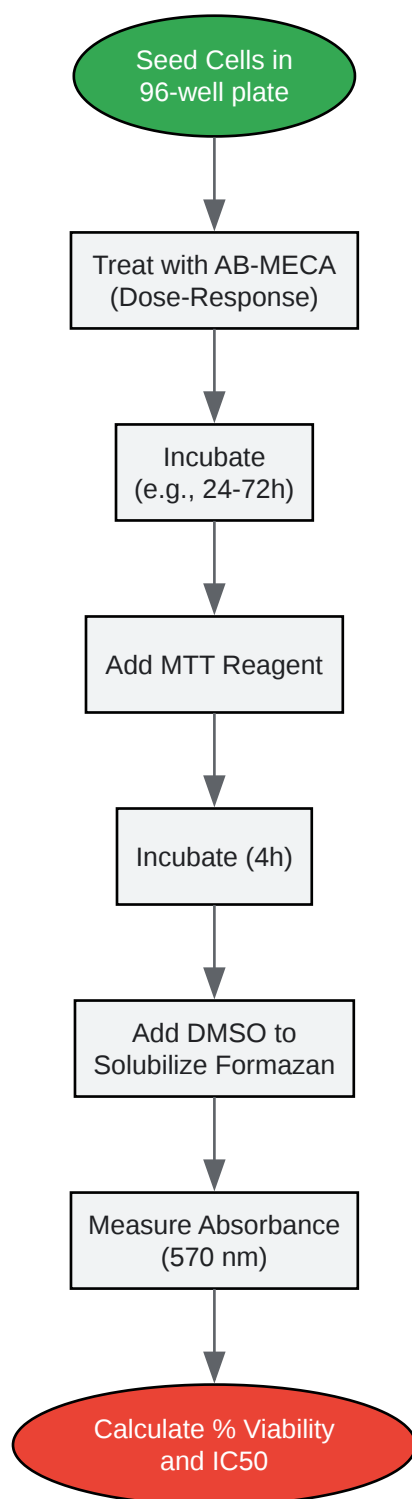 Seed Cells in
96-well plate
Treat with AB-MECA
(Dose-Response)
Incubate
(e.g., 24-72h)
Add MTT Reagent
Incubate (4h)
Add DMSO to
Solubilize Formazan
Measure Absorbance
(570 nm)
Calculate % Viability
and IC50